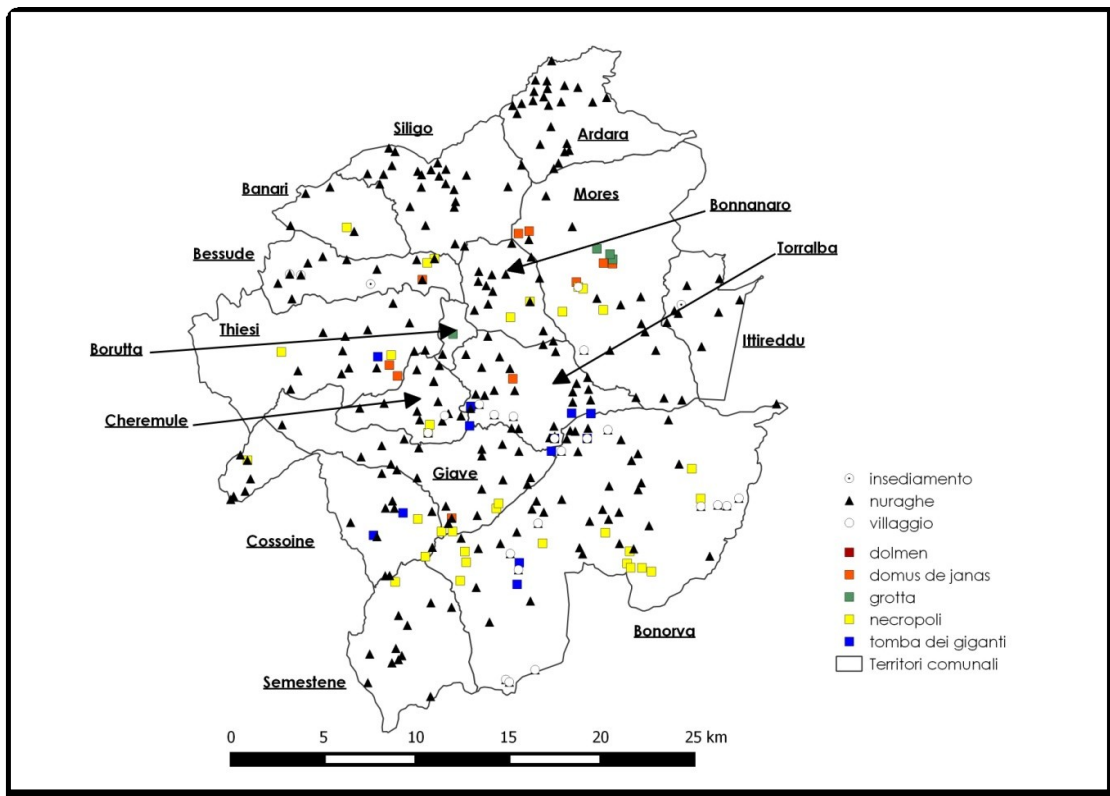 Siligo
Ardara
Banari
Mores
Bonnanaro
Bessude
Torralba
Thiesi
Borutta
Ittireddu
Cheremule
Giave
Cossoine
Bonorva
Semestene
insediamento
nuraghe
villaggio
dolmen
domus de janas
grotta
necropoli
tomba dei giganti
Territori comunali
0 5 10 15 20 25 km